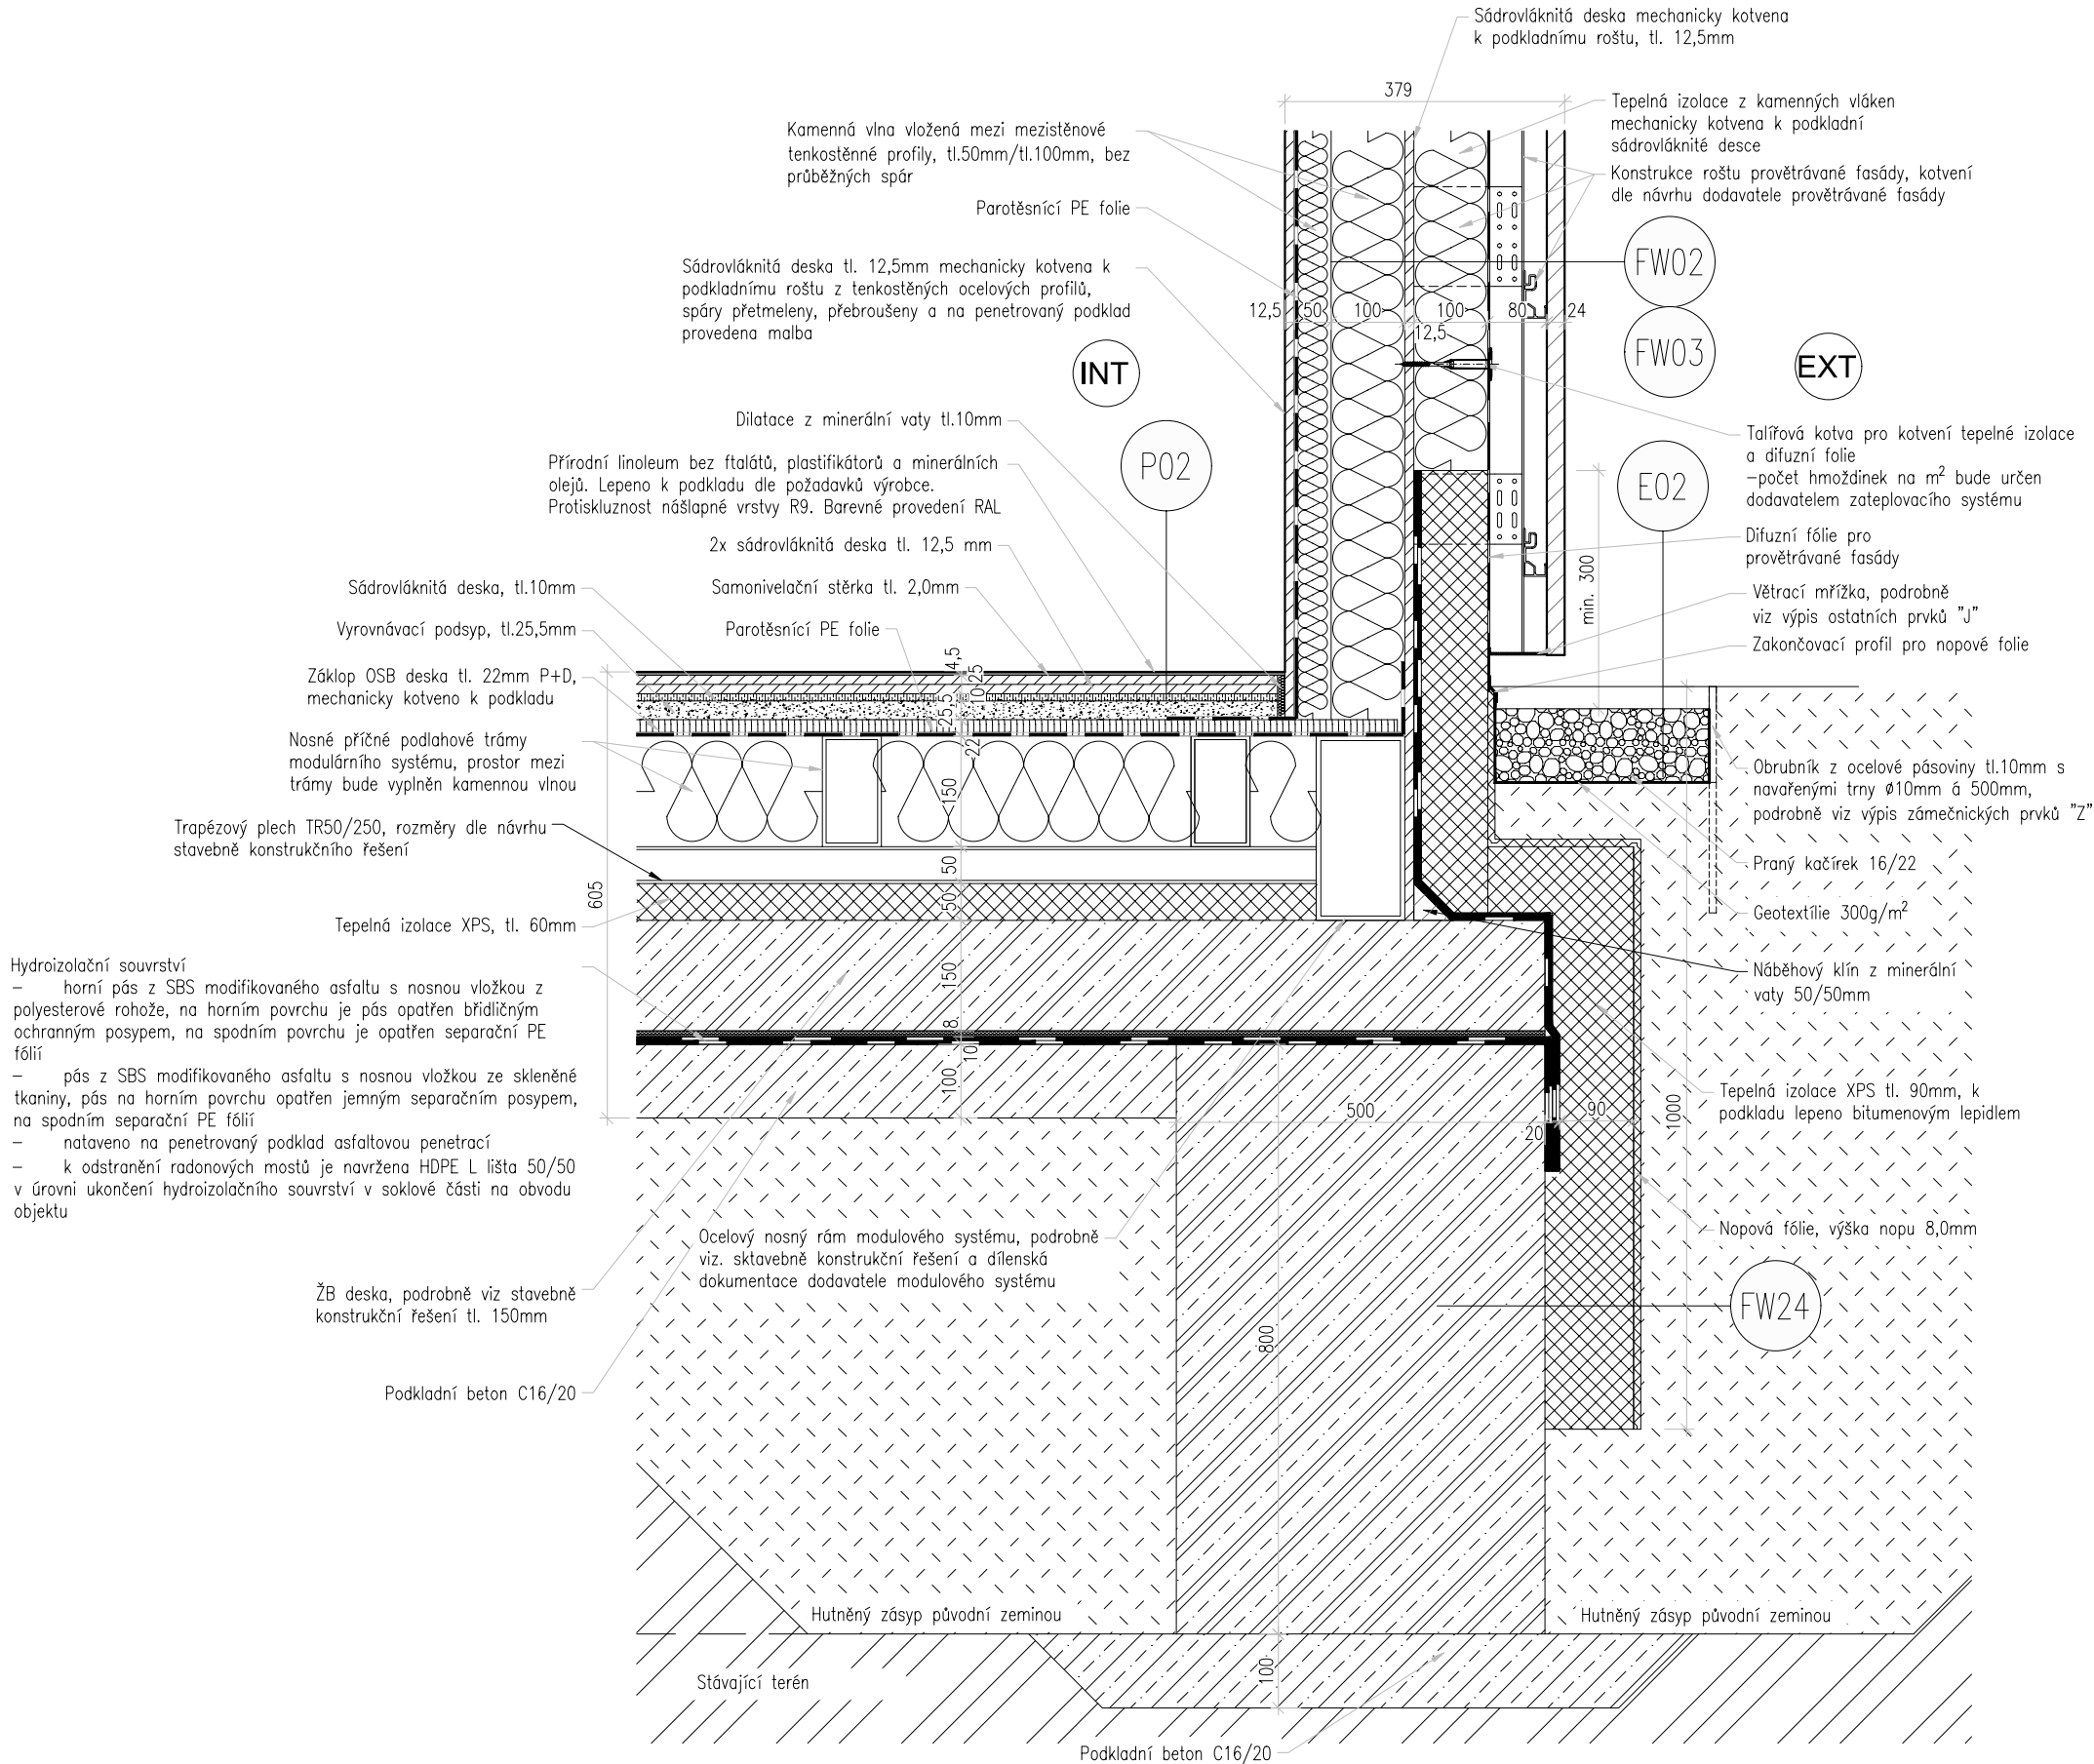 Sádrovláknitá deska mechanicky kotvena
k podkladnímu roštu, tl. 12,5mm
379
Tepelná izolace z kamenných vláken
mechanicky kotvena k podkladní
sádrovláknité desce
Kamenná vlna vložená mezi mezistěnové
tenkostěnné profily, tl.50mm/tl.100mm, bez
průběžných spár
Konstrukce roštu provětrávané fasády, kotvení
dle návrhu dodavatele provětrávané fasády
Parotěsnící PE folie
FW02
Sádrovláknitá deska tl. 12,5mm mechanicky kotvena k
podkladnímu roštu z tenkostěných ocelových profilů,
spáry přetmeleny, přebroušeny a na penetrovaný podklad
provedena malba
12,5 50 100 100 80 24
12,5
FW03
INT
EXT
Dilatace z minerální vaty tl.10mm
P02
Talířová kotva pro kotvení tepelné izolace
a difuzní folie
–počet hmoždinek na m² bude určen
dodavatelem zateplovacího systému
Přírodní linoleum bez ftalátů, plastifikátorů a minerálních
olejů. Lepeno k podkladu dle požadavků výrobce.
Protiskluznost nášlapné vrstvy R9. Barevné provedení RAL
E02
2x sádrovláknitá deska tl. 12,5 mm
Difuzní fólie pro
provětrávané fasády
min. 300
Sádrovláknitá deska, tl.10mm
Samonivelační stěrka tl. 2,0mm
Větrací mřížka, podrobně
viz výpis ostatních prvků "J"
Vyrovnávací podsyp, tl.25,5mm
Parotěsnící PE folie
Zakončovací profil pro nopové folie
4,5
25
10
25,5
22
150
50
50
150
8
10
100
605
Základop OSB deska tl. 22mm P+D,
mechanicky kotveno k podkladu
Nosné příčné podlahové trámy
modulárního systému, prostor mezi
trámy bude vyplněn kamennou vlnou
Obrubník z ocelové pásoviny tl.10mm s
navařenými trny ø10mm á 500mm,
podrobně viz výpis zámečnických prvků "Z"
Trapézový plech TR50/250, rozměry dle návrhu
stavebně konstrukčního řešení
Praný kačírek 16/22
Geotextílie 300g/m²
Tepelná izolace XPS, tl. 60mm
Náběhový klín z minerální
vaty 50/50mm
Hydroizolační souvrství
– horní pás z SBS modifikovaného asfaltu s nosnou vložkou z
polyesterové rohože, na horním povrchu je pás opatřen břidličným
ochranným posypem, na spodním povrchu je opatřen separační PE
fólií
– pás z SBS modifikovaného asfaltu s nosnou vložkou ze skleněné
tkaniny, pás na horním povrchu opatřen jemným separačním posypem,
na spodním separační PE fólií
– nataveno na penetrovaný podklad asfaltovou penetrací
– k odstranění radonových mostů je navržena HDPE L lišta 50/50
v úrovni ukončení hydroizolačního souvrství v soklové části na obvodu
objektu
Tepelná izolace XPS tl. 90mm, k
podkladu lepeno bitumenovým lepidlem
500
20
90
1000
Nopová fólie, výška nopu 8,0mm
Ocelový nosný rám modulového systému, podrobně
viz. sktavebně konstrukční řešení a dílenská
dokumentace dodavatele modulového systému
ŽB deska, podrobně viz stavebně
konstrukční řešení tl. 150mm
FW24
800
Podkladní beton C16/20
Hutněný zásyp původní zeminou
Hutněný zásyp původní zeminou
Stávající terén
100
Podkladní beton C16/20